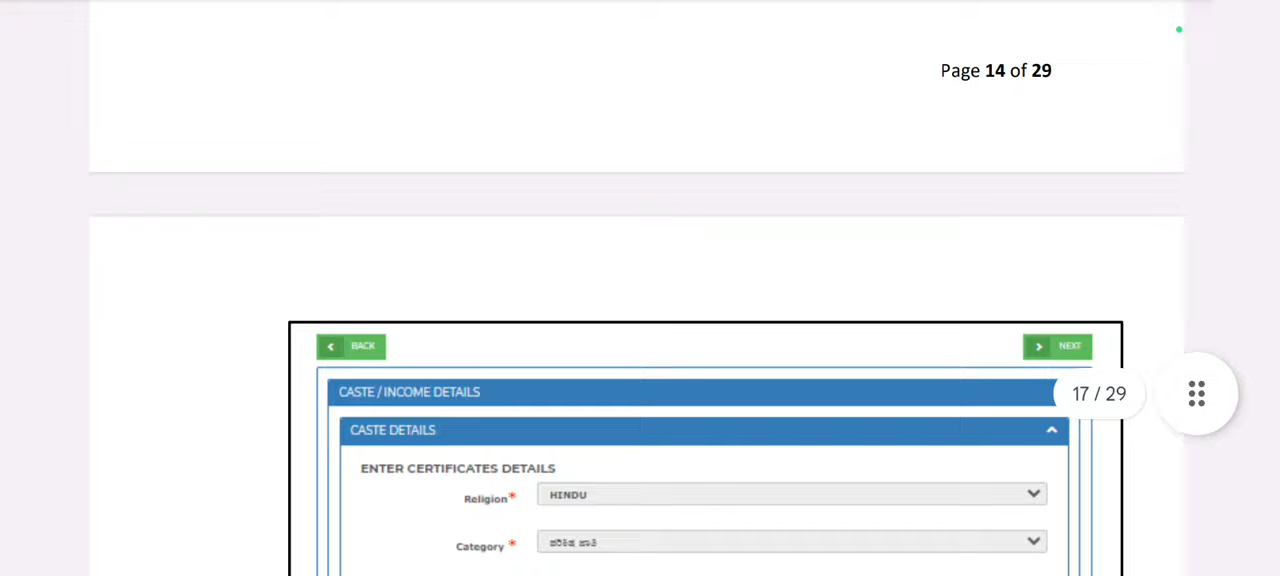 Page 14 of 29
BACK
NEXT
CASTE / INCOME DETAILS
17 / 29
CASTE DETAILS
ENTER CERTIFICATES DETAILS
Religion*
HINDU
Category *
ಪರಿಶಿಷ್ಟ ಜಾತಿ